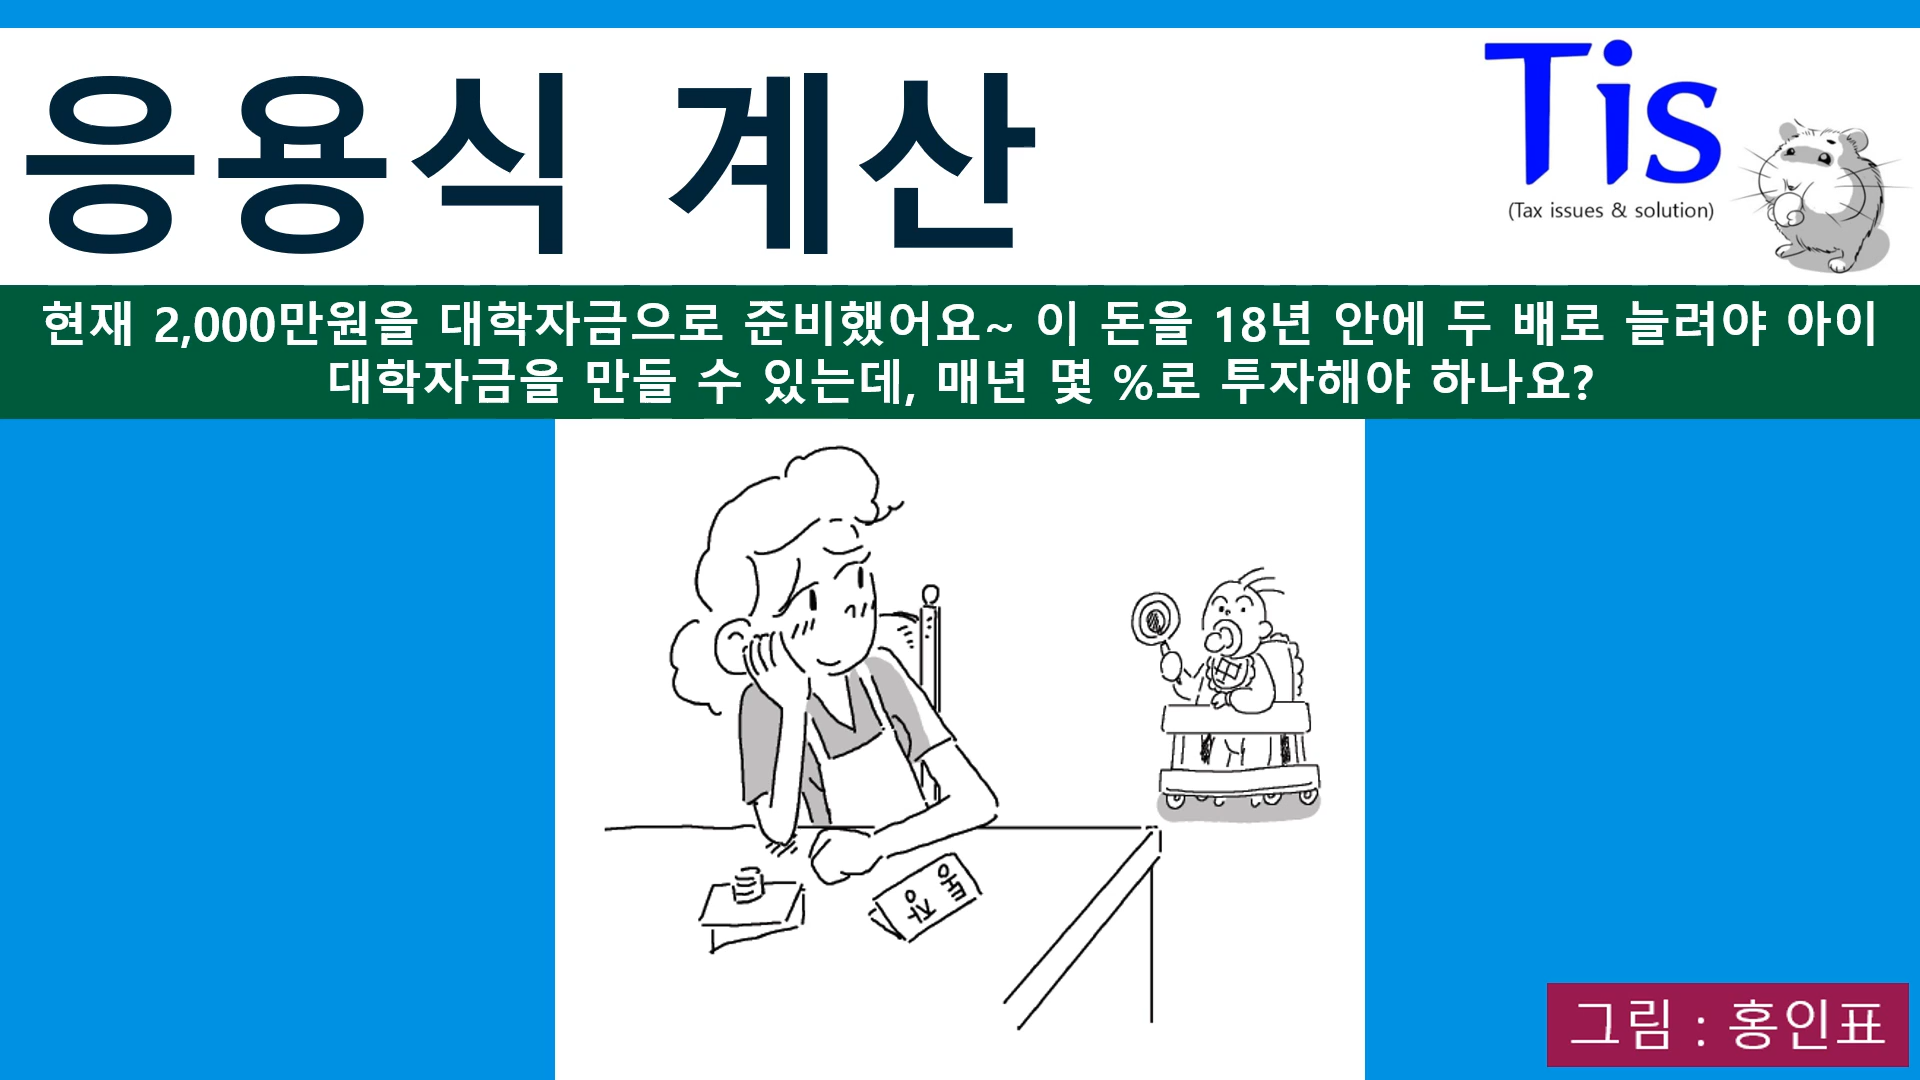 응용식 계산
Tis
(Tax issues & solution)
현재 2,000만원을 대학자금으로 준비했어요~ 이 돈을 18년 안에 두 배로 늘려야 아이
대학자금을 만들 수 있는데, 매년 몇 %로 투자해야 하나요?
통장
그림 : 홍인표